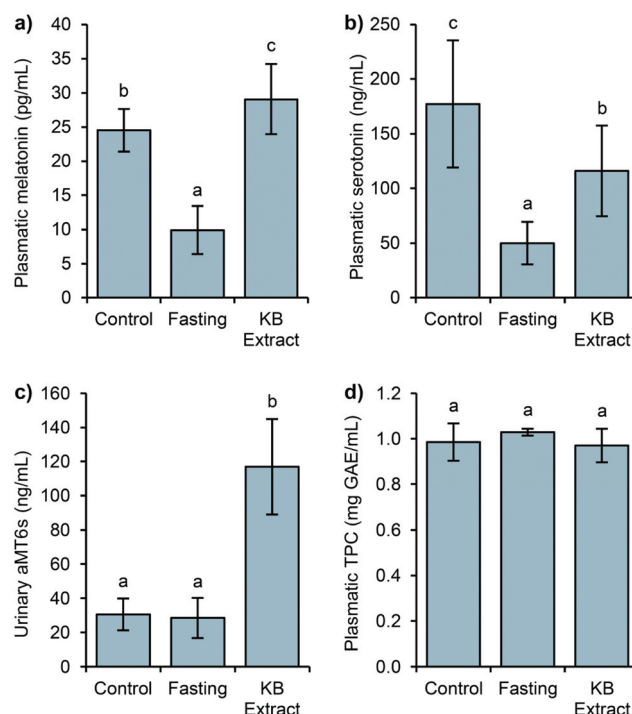 a)
Plasmatic melatonin (pg/mL)
40
35
30
25
20
15
10
5
0
b
a
c
Control
Fasting
KB
Extract
b)
Plasmatic serotonin (ng/mL)
250
200
150
100
50
0
c
a
b
Control
Fasting
KB
Extract
c)
Urinary aMT6s (ng/mL)
160
140
120
100
80
60
40
20
0
a
a
b
Control
Fasting
KB
Extract
d)
Plasmatic TPC (mg GAE/mL)
1.2
1.0
0.8
0.6
0.4
0.2
0.0
a
a
a
Control
Fasting
KB
Extract